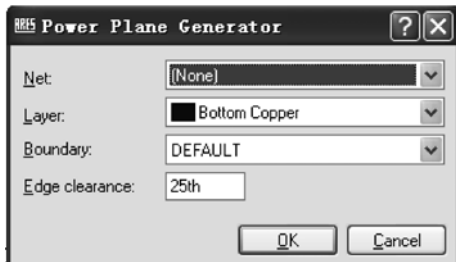 ARES Power Plane Generator
Net: (None)
Layer: Bottom Copper
Boundary: DEFAULT
Edge clearance: 25th
OK Cancel